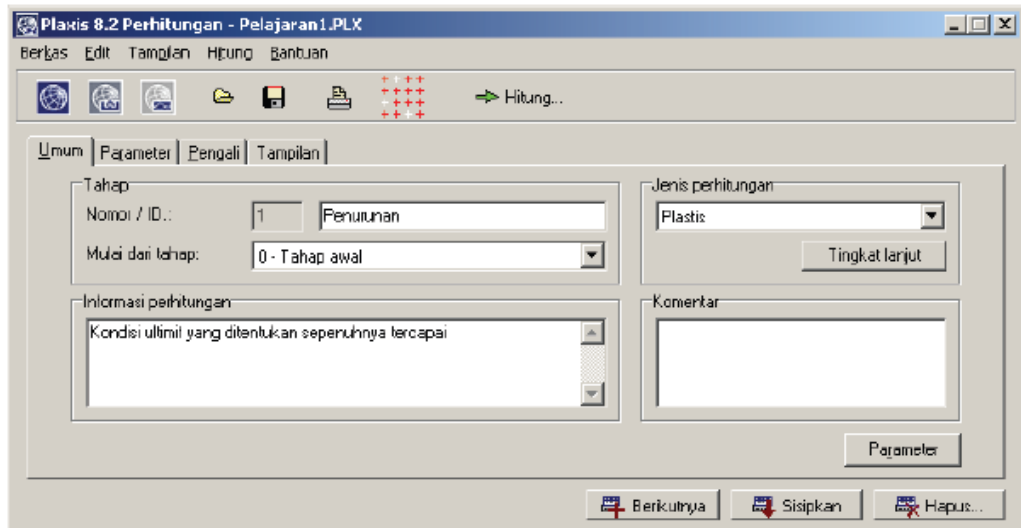 Plaxis 8.2 Perhitungan - Pelajaran1.PLX
Berkas Edit Tampilan Hitung Bantuan
Hitung...
Umum Parameter Pengali Tampilan
Tahap
Nomor / ID.: 1 Penurunan
Mulai dari tahap: 0 - Tahap awal
Jenis perhitungan
Plastis
Tingkat lanjut
Informasi perhitungan
Kondisi ultimit yang ditentukan sepenuhnya tercapai
Komentar
Parameter
Berikutnya Sisipkan Hapus...